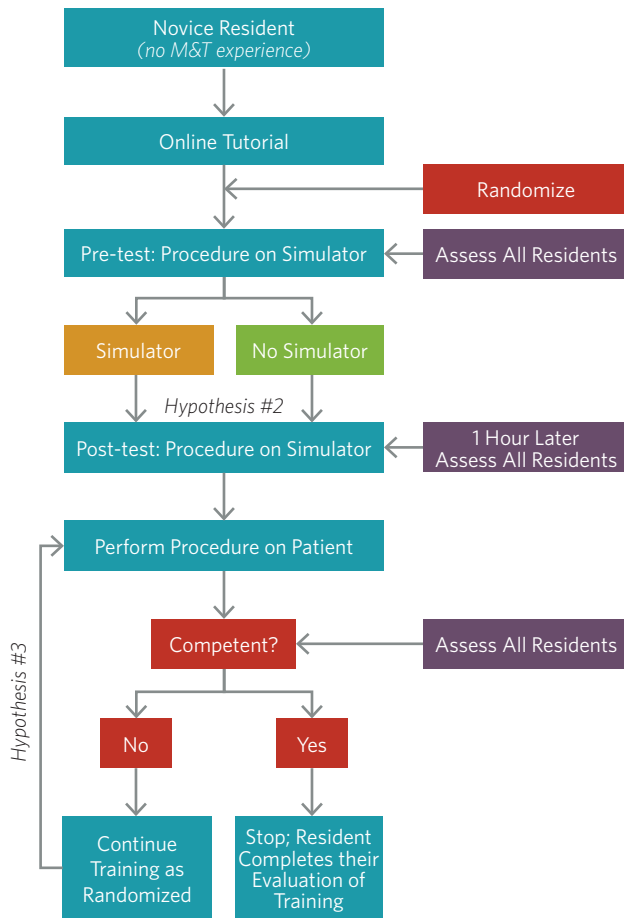 Novice Resident
(no M&T experience)
Online Tutorial
Randomize
Pre-test: Procedure on Simulator
Assess All Residents
Simulator
No Simulator
Hypothesis #2
Post-test: Procedure on Simulator
1 Hour Later
Assess All Residents
Perform Procedure on Patient
Competent?
Assess All Residents
Hypothesis #3
No
Yes
Continue
Training as
Randomized
Stop; Resident
Completes their
Evaluation of
Training